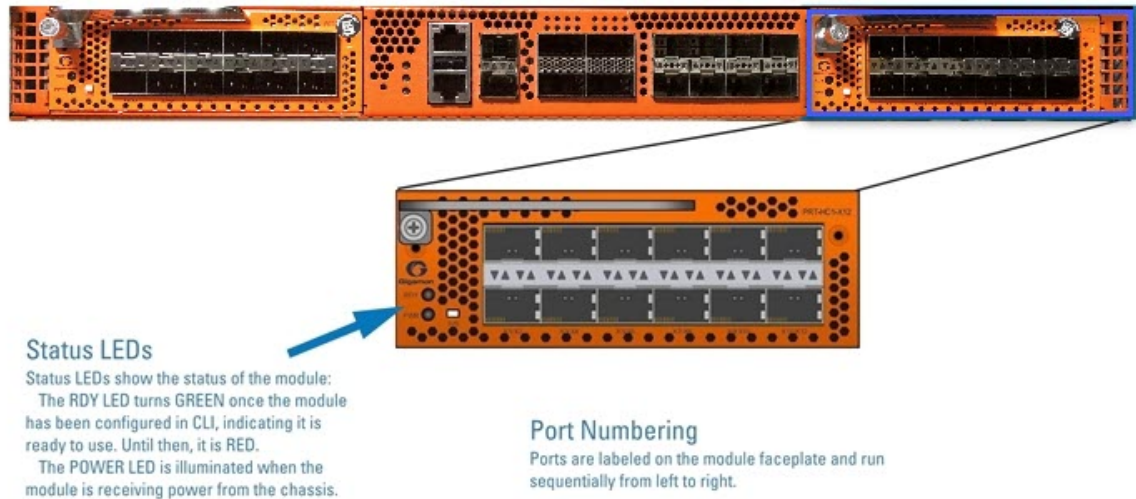 PRT-HC1-X12
Gigamon
RDY
PWR
Status LEDs
Status LEDs show the status of the module:
The RDY LED turns GREEN once the module
has been configured in CLI, indicating it is
ready to use. Until then, it is RED.
The POWER LED is illuminated when the
module is receiving power from the chassis.
Port Numbering
Ports are labeled on the module faceplate and run
sequentially from left to right.